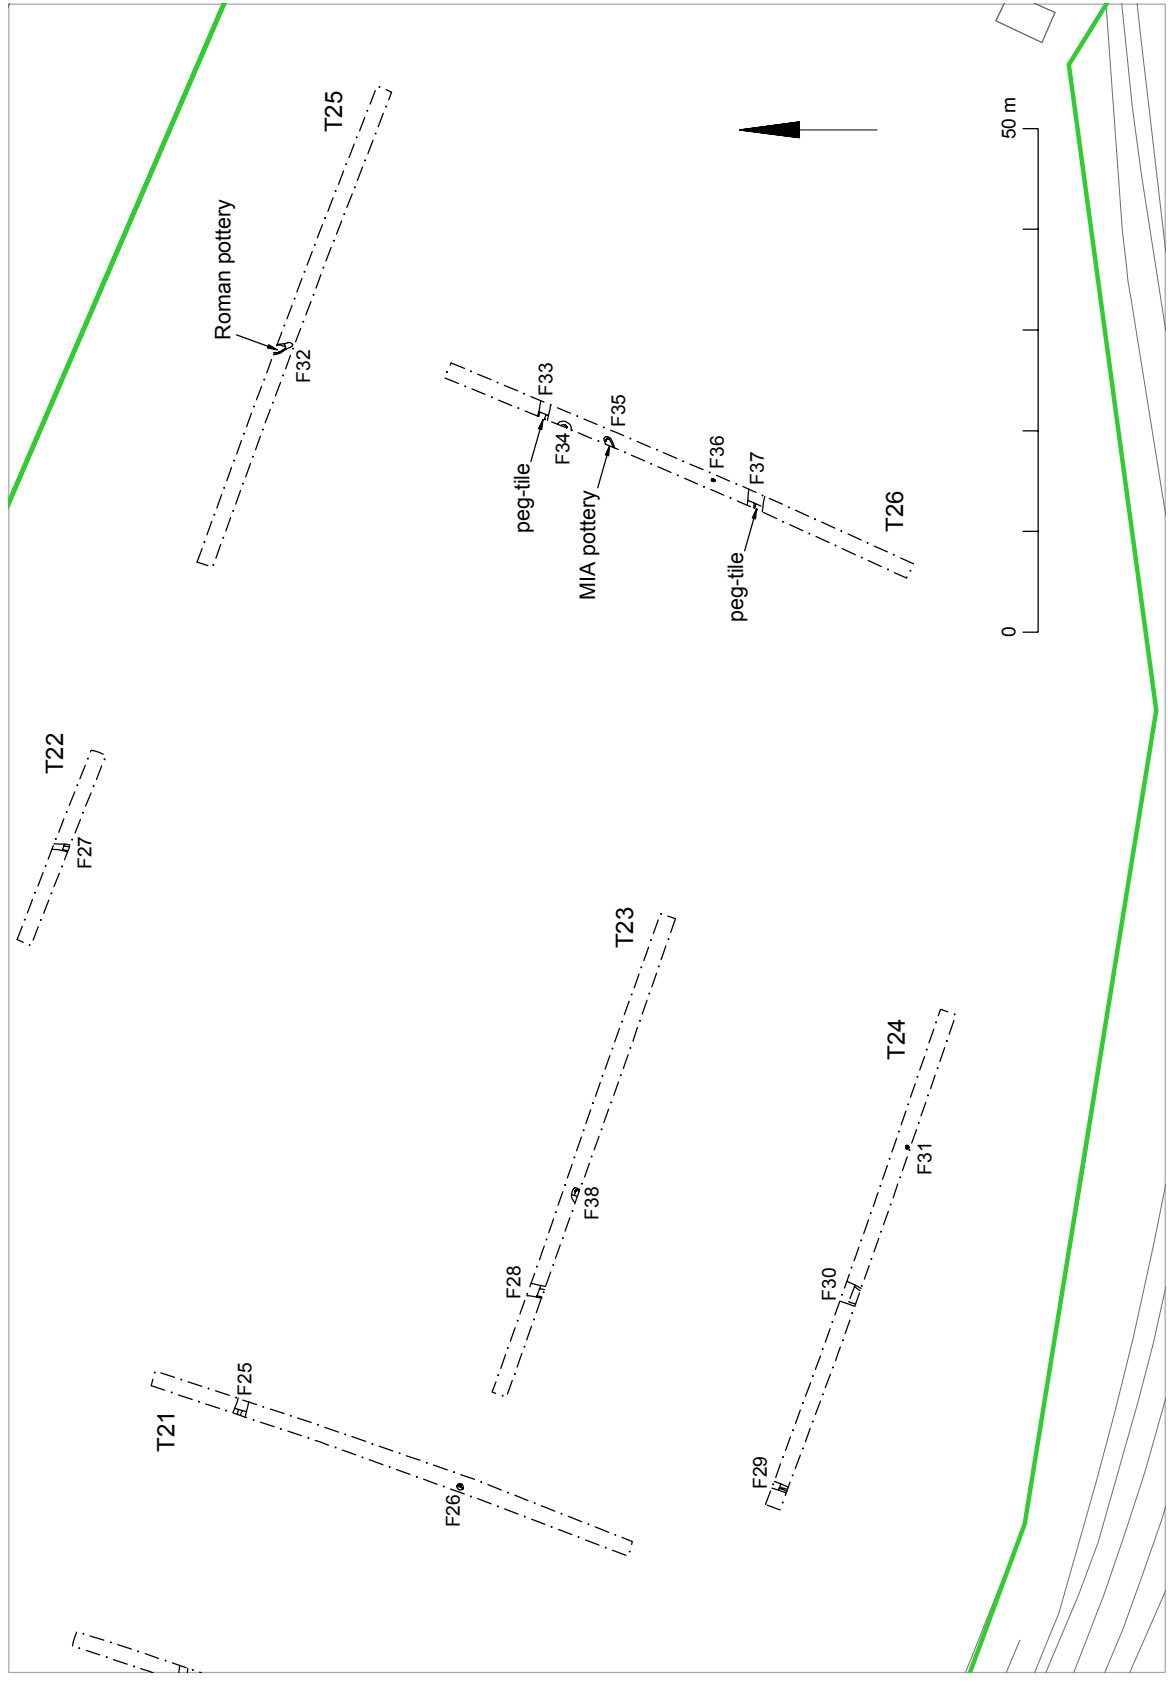 T21
F25
F26
T22
F27
T23
F28
F38
T24
F29
F30
F31
T25
Roman pottery
F32
T26
peg-tile
F33
F34
MIA pottery
F35
F36
peg-tile
F37
0
50 m